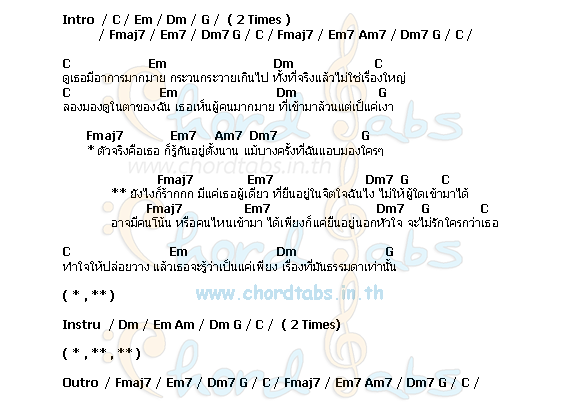 Intro / C / Em / Dm / G / ( 2 Times )
/ Fmaj7 / Em7 / Dm7 G / C / Fmaj7 / Em7 Am7 / Dm7 G / C /
C Em Dm C
ดูเธอมีอาการมากมาย กระวนกระวายเกินไป ทั้งที่จริงแล้วไม่ใช่เรื่องใหญ่
C Em Dm G
ลองมองดูในตาของฉัน เธอเห็นผู้คนมากมาย ที่เข้ามาล้วนแต่เป็นแค่เงา
Fmaj7 Em7 Am7 Dm7 G
* ตัวจริงคือเธอ ก็รู้กันอยู่ตั้งนาน แม้บางครั้งที่ฉันแอบมองใครๆ
www.chordtabs.in.th
Fmaj7 Em7 Dm7 G C
** ยังไงก็ร้ากกก มีแค่เธอผู้เดียว ที่ยืนอยู่ในจิตใจฉันไง ไม่ให้ผู้ใดเข้ามาได้
Fmaj7 Em7 Dm7 G C
อาจมีคนโน้น หรือคนไหนเข้ามา ได้เพียงก็แค่ยืนอยู่นอกหัวใจ จะไม่รักใครกว่าเธอ
C Em Dm G
ทำใจให้ปล่อยวาง แล้วเธอจะรู้ว่าเป็นแค่เพียง เรื่องที่มันธรรมดาเท่านั้น
( * , ** )
www.chordtabs.in.th
Instru / Dm / Em Am / Dm G / C / ( 2 Times)
( * , ** , ** )
Outro / Fmaj7 / Em7 / Dm7 G / C / Fmaj7 / Em7 Am7 / Dm7 G / C /